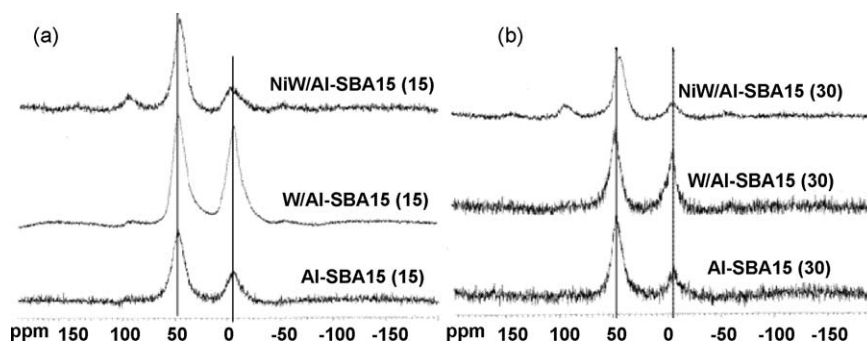 (a)
NiW/Al-SBA15 (15)
W/Al-SBA15 (15)
Al-SBA15 (15)
ppm 150 100 50 0 -50 -100 -150
(b)
NiW/Al-SBA15 (30)
W/Al-SBA15 (30)
Al-SBA15 (30)
ppm 150 100 50 0 -50 -100 -150